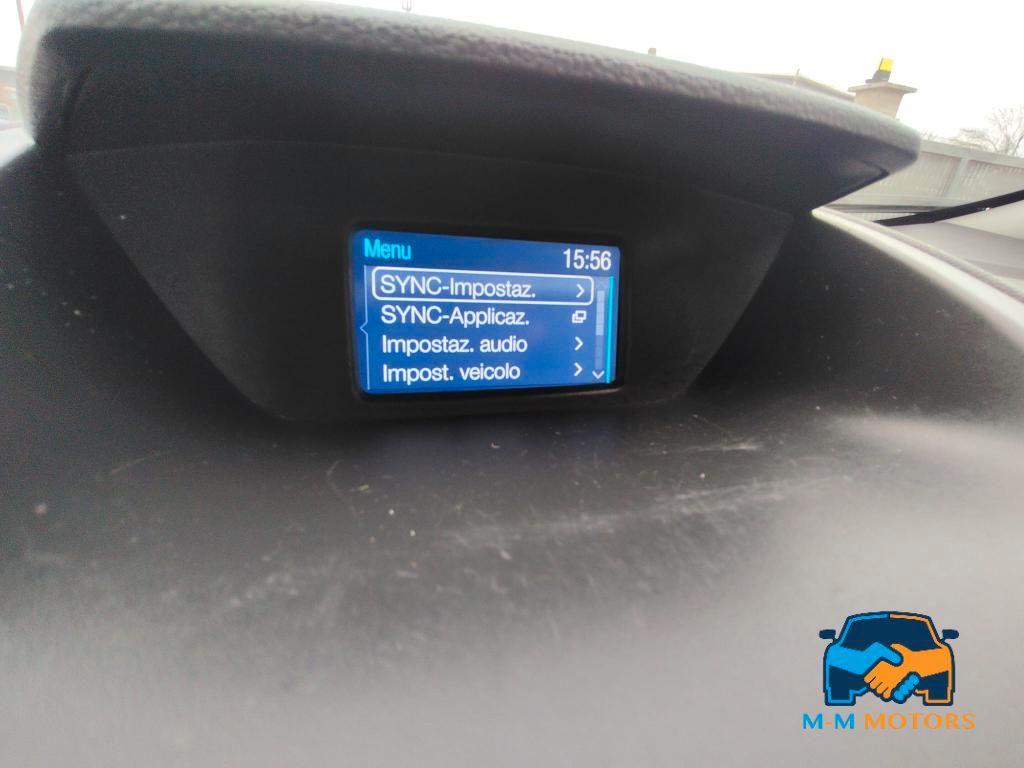 Menu 15:56
SYNC-Impostaz.
SYNC-Applicaz.
Impostaz. audio
Impost. veicolo
M-M MOTORS